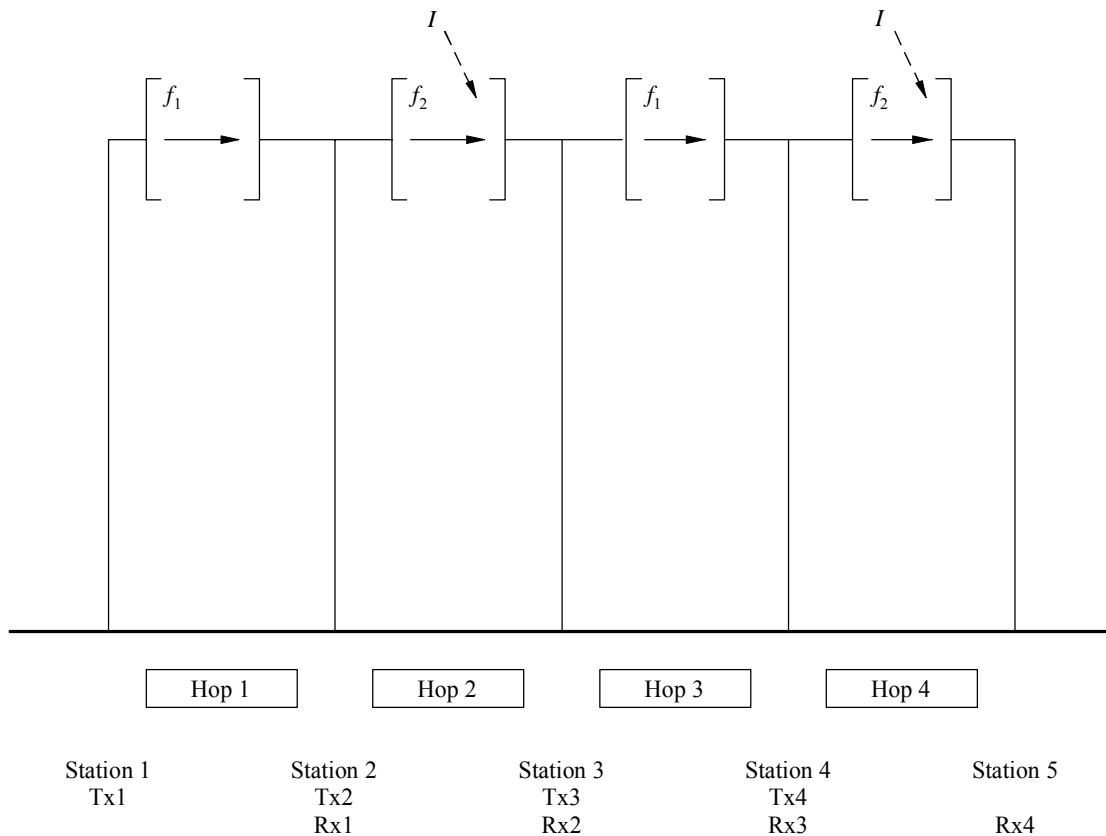 I I
f1 f2 f1 f2
Hop 1 Hop 2 Hop 3 Hop 4
Station 1 Station 2 Station 3 Station 4 Station 5
Tx1 Tx2 Tx3 Tx4
Rx1 Rx2 Rx3 Rx4